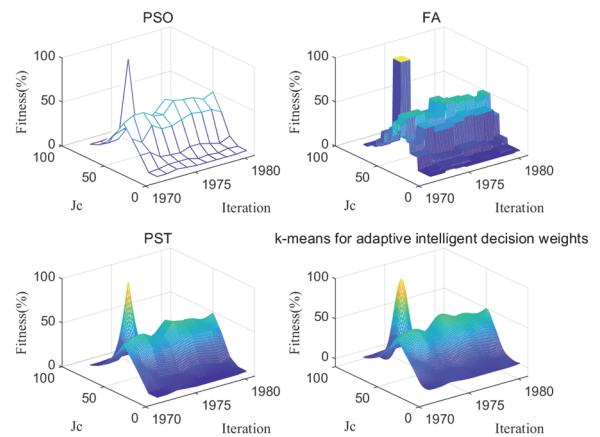 PSO
Fitness(%)
100
50
0
100
50
0
Jc
1970
1975
1980
Iteration
FA
Fitness(%)
100
50
0
100
50
0
Jc
1970
1975
1980
Iteration
PST
Fitness(%)
100
50
0
100
50
0
Jc
1970
1975
1980
Iteration
k-means for adaptive intelligent decision weights
Fitness(%)
100
50
0
100
50
0
Jc
1970
1975
1980
Iteration